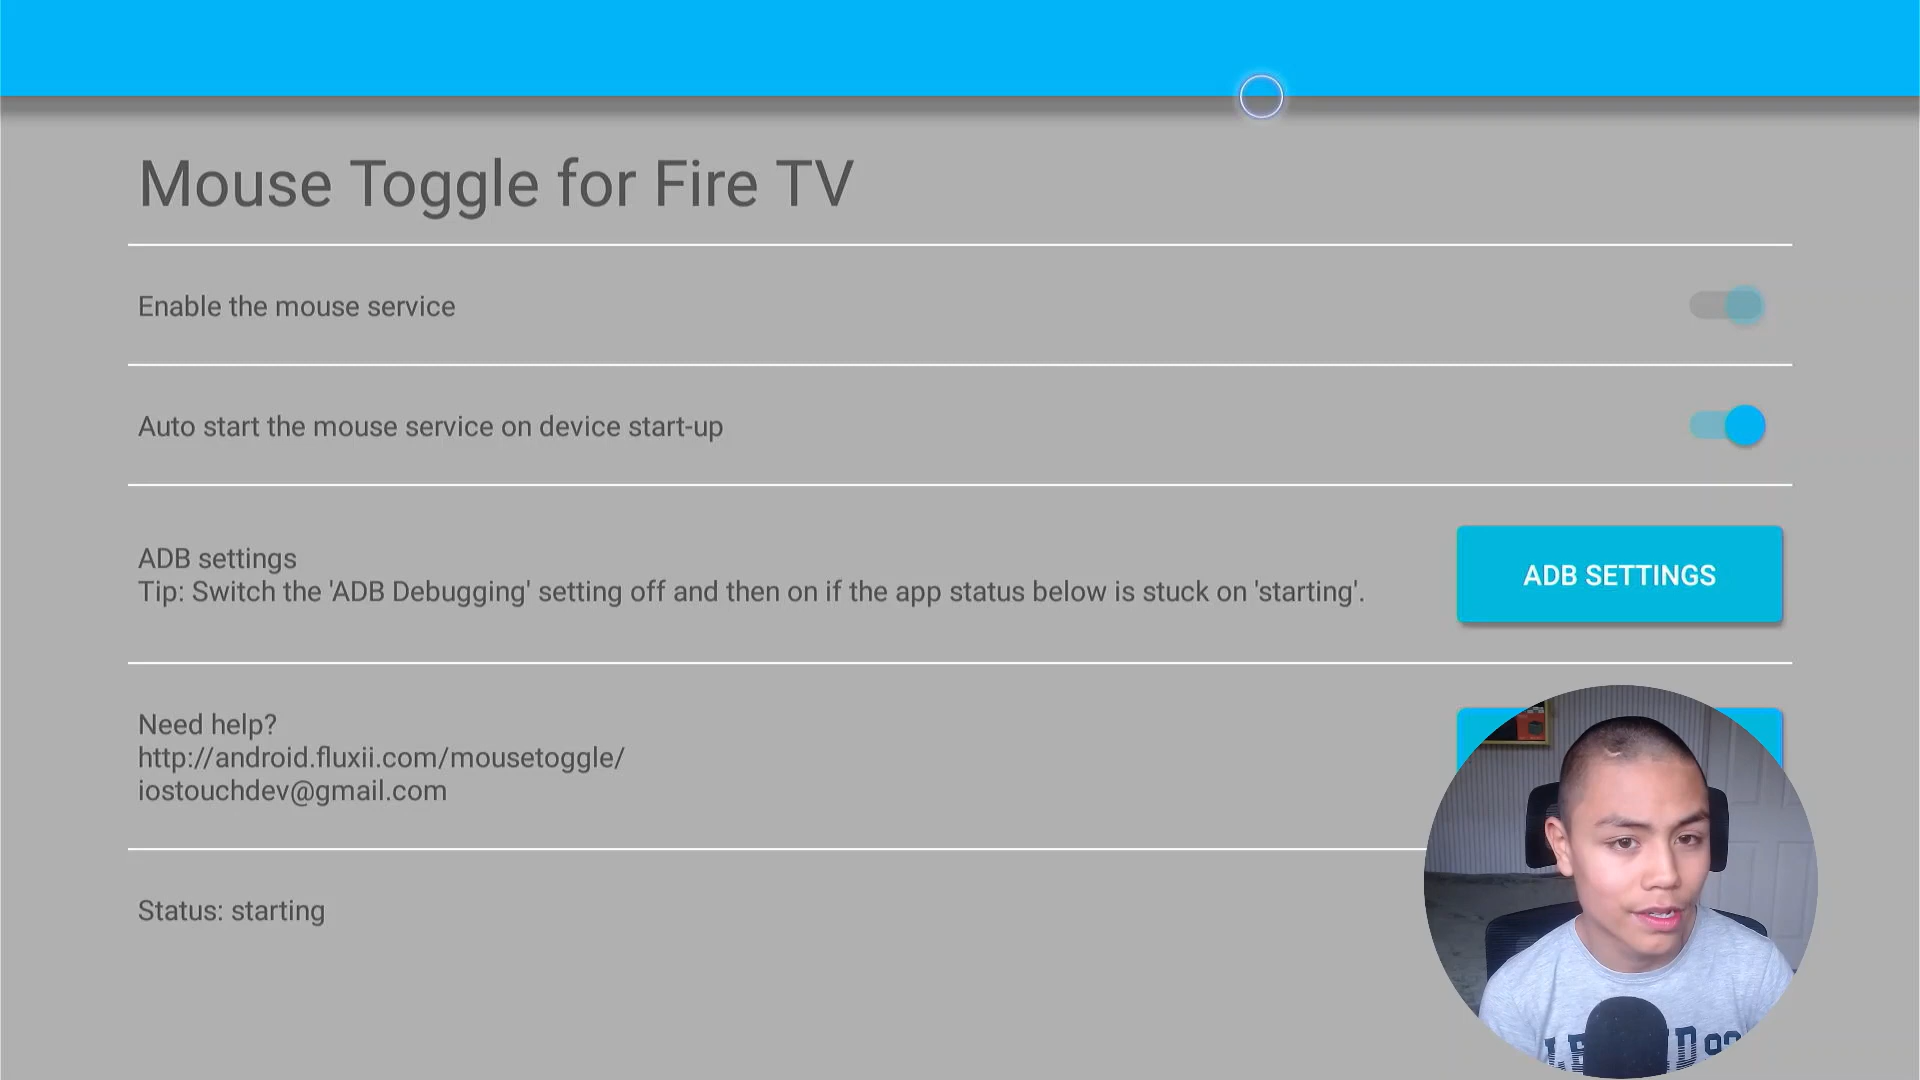 Mouse Toggle for Fire TV
Enable the mouse service
Auto start the mouse service on device start-up
ADB settings
Tip: Switch the 'ADB Debugging' setting off and then on if the app status below is stuck on 'starting'.
ADB SETTINGS
Need help?
http://android.fluxii.com/mousetoggle/
iostouchdev@gmail.com
Status: starting